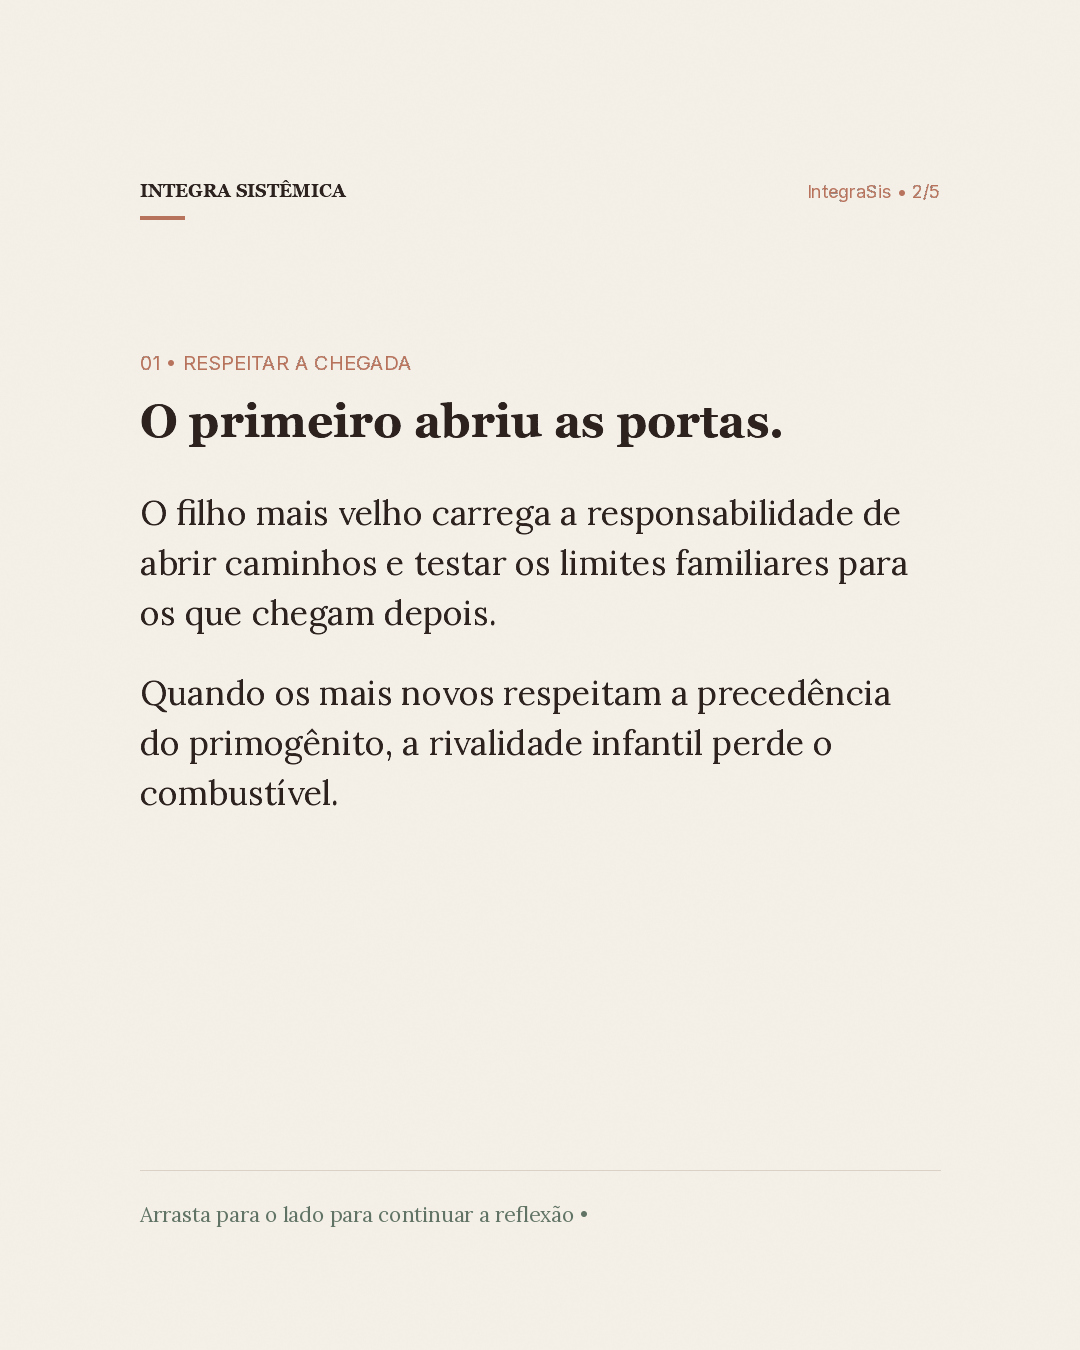 INTEGRA SISTÊMICA
IntegraSis • 2/5
01 • RESPEITAR A CHEGADA
O primeiro abriu as portas.
O filho mais velho carrega a responsabilidade de
abrir caminhos e testar os limites familiares para
os que chegam depois.
Quando os mais novos respeitam a precedência
do primogênito, a rivalidade infantil perde o
combustível.
Arrasta para o lado para continuar a reflexão •